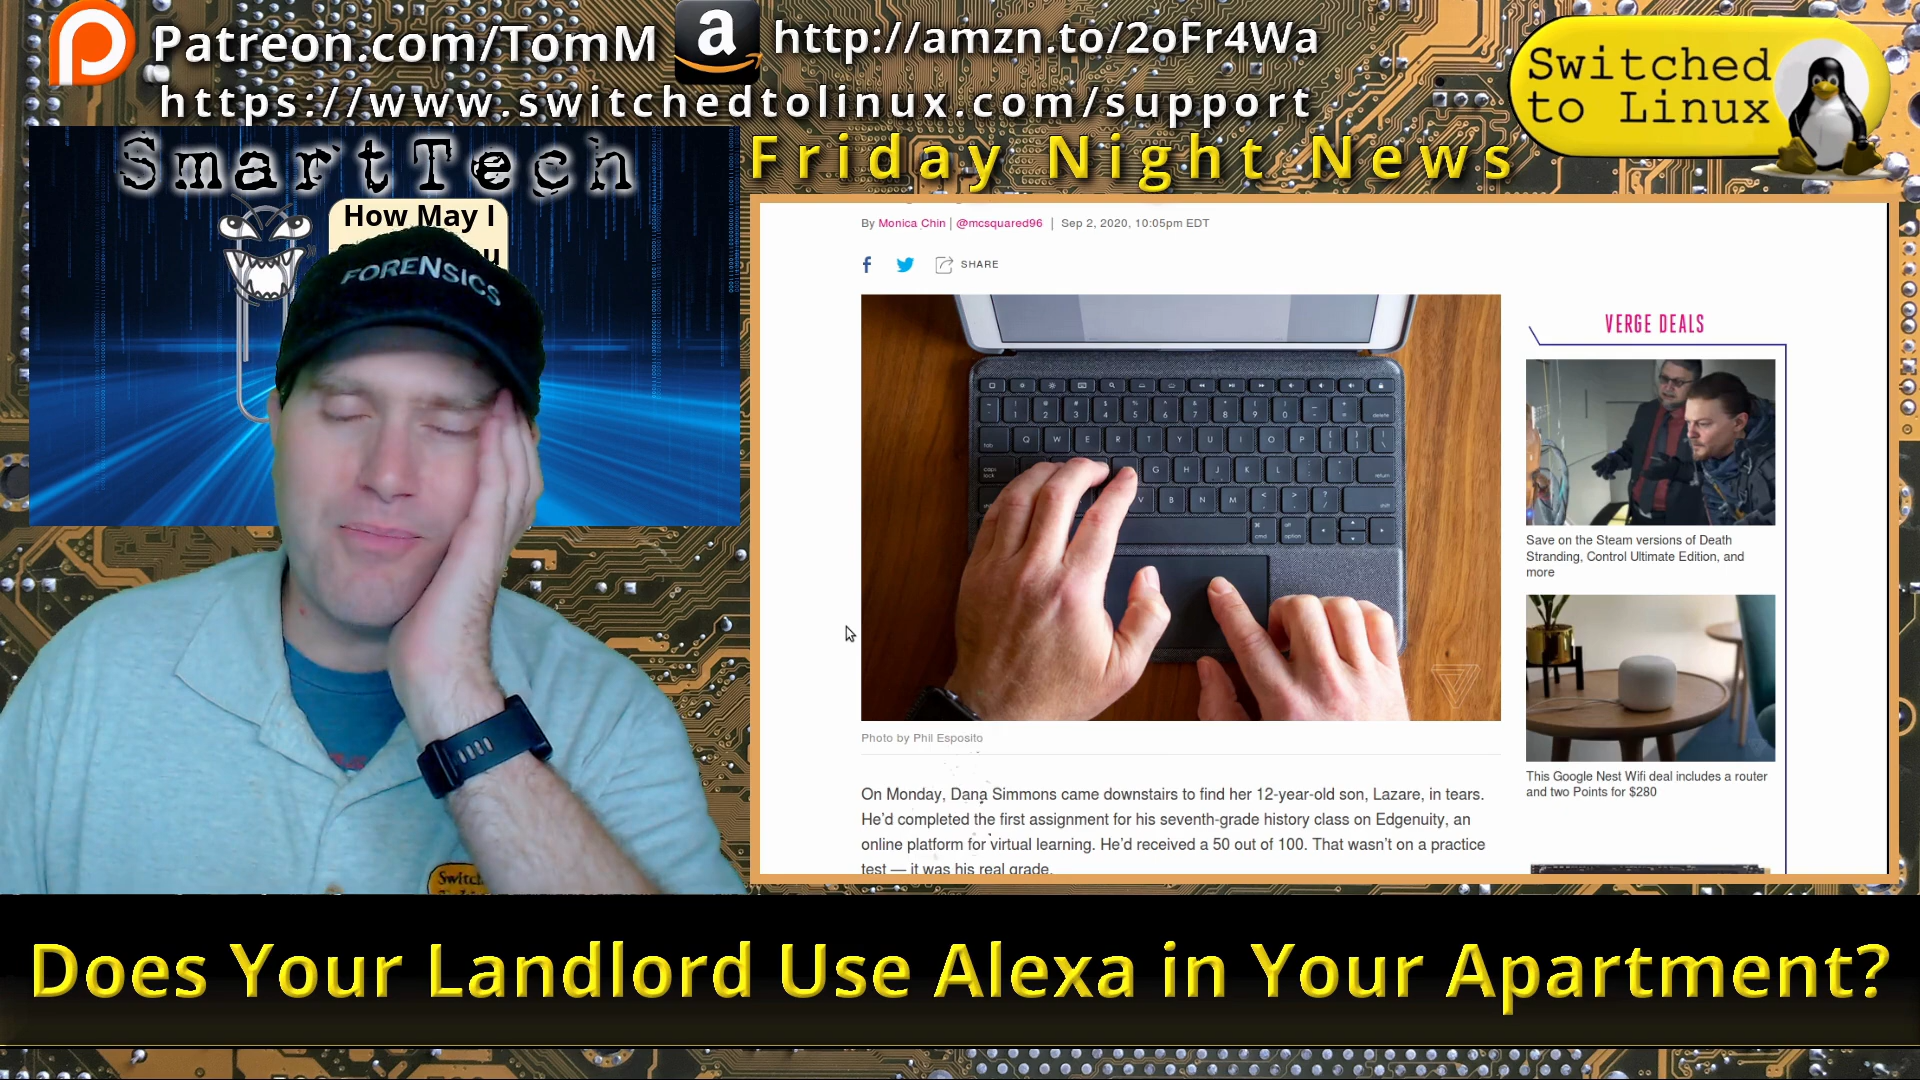 Patreon.com/TomM
a
http://amzn.to/2oFr4Wa
https://www.switchedtolinux.com/support
Switched
to Linux
SmartTech
Friday Night News
How May I
FORENSICS
By Monica Chin | @mcsquared96 | Sep 2, 2020, 10:05pm EDT
SHARE
VERGE DEALS
Save on the Steam versions of Death
Stranding, Control Ultimate Edition, and
more
This Google Nest Wifi deal includes a router
and two Points for $280
Photo by Phil Esposito
On Monday, Dana Simmons came downstairs to find her 12-year-old son, Lazare, in tears.
He'd completed the first assignment for his seventh-grade history class on Edgenuity, an
online platform for virtual learning. He'd received a 50 out of 100. That wasn't on a practice
test — it was his real grade.
Does Your Landlord Use Alexa in Your Apartment?